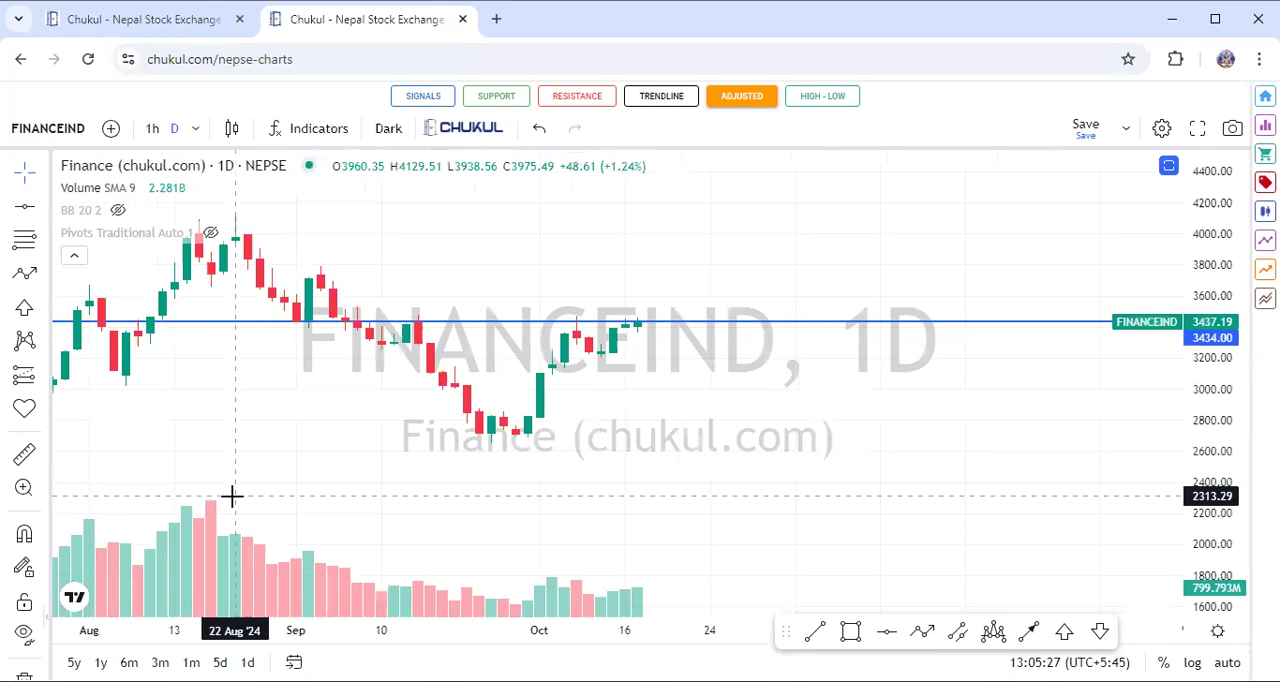 Chukul - Nepal Stock Exchange
Chukul - Nepal Stock Exchange
chukul.com/nepse-charts
SIGNALS
SUPPORT
RESISTANCE
TRENDLINE
ADJUSTED
HIGH - LOW
FINANCEIND
1h
D
Indicators
Dark
CHUKUL
Save
Save
Finance (chukul.com) · 1D · NEPSE
O3960.35 H4129.51 L3938.56 C3975.49 +48.61 (+1.24%)
Volume SMA 9 2.281B
BB 20 2
Pivots Traditional Auto 1
FINANCEIND, 1D
Finance (chukul.com)
4400.00
4200.00
4000.00
3800.00
3600.00
FINANCEIND 3437.19
3434.00
3200.00
3000.00
2800.00
2600.00
2400.00
2313.29
2200.00
2000.00
1800.00
799.793M
1600.00
Aug
13
22 Aug '24
Sep
10
Oct
16
24
5y
1y
6m
3m
1m
5d
1d
13:05:27 (UTC+5:45)
%
log
auto